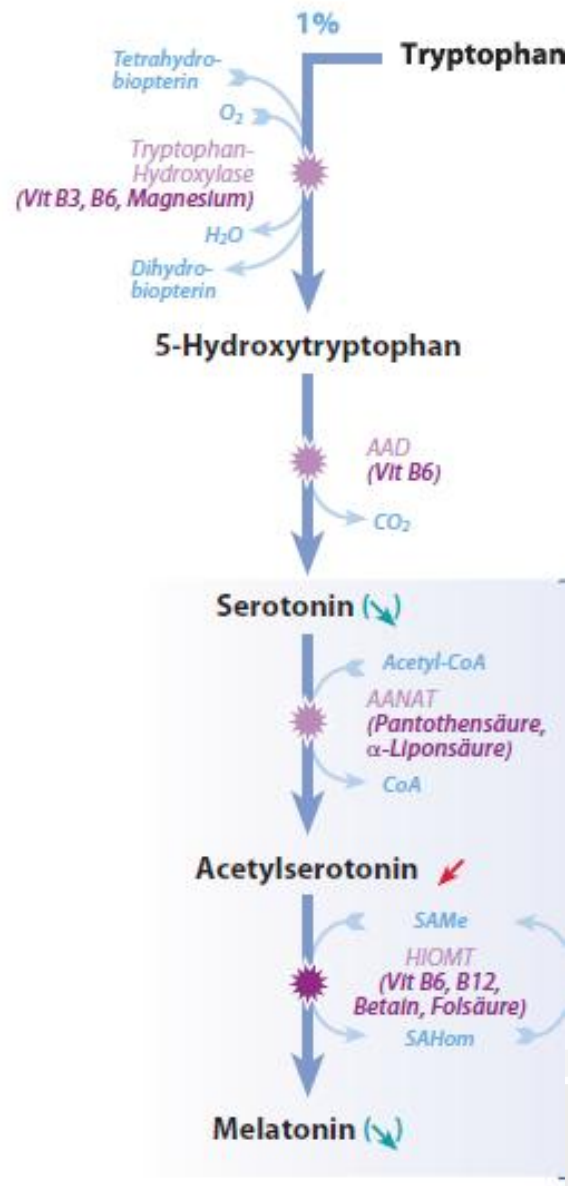 1%
Tryptophan
Tetrahydro-
biopterin
O₂
Tryptophan-
Hydroxylase
(Vit B3, B6, Magnesium)
H₂O
Dihydro-
biopterin
5-Hydroxytryptophan
AAD
(Vit B6)
CO₂
Serotonin (↘)
Acetyl-CoA
AANAT
(Pantothensäure,
α-Liponsäure)
CoA
Acetylserotonin
SAMe
HIOMT
(Vit B6, B12,
Betain, Folsäure)
SAHom
Melatonin (↘)